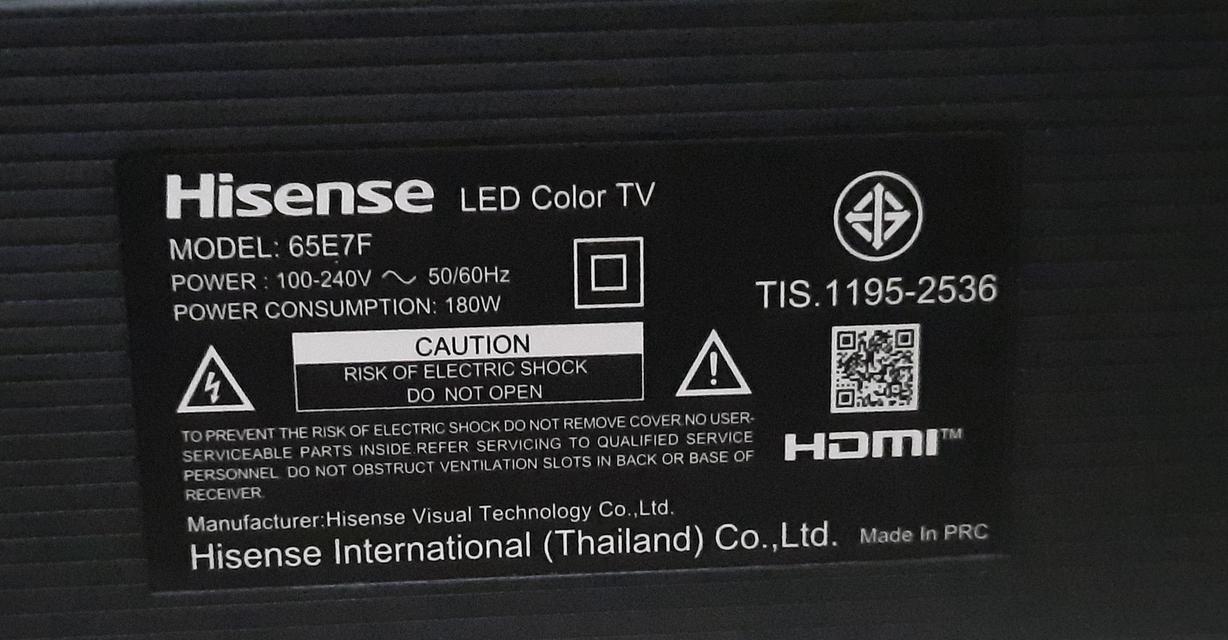 Hisense LED Color TV
MODEL: 65E7F
POWER : 100-240V ~ 50/60Hz
POWER CONSUMPTION: 180W
TIS.1195-2536
CAUTION
RISK OF ELECTRIC SHOCK
DO NOT OPEN
TO PREVENT THE RISK OF ELECTRIC SHOCK DO NOT REMOVE COVER.NO USER-
SERVICEABLE PARTS INSIDE.REFER SERVICING TO QUALIFIED SERVICE
PERSONNEL. DO NOT OBSTRUCT VENTILATION SLOTS IN BACK OR BASE OF
RECEIVER.
HDMI™
Manufacturer:Hisense Visual Technology Co.,Ltd.
Hisense International (Thailand) Co.,Ltd. Made In PRC